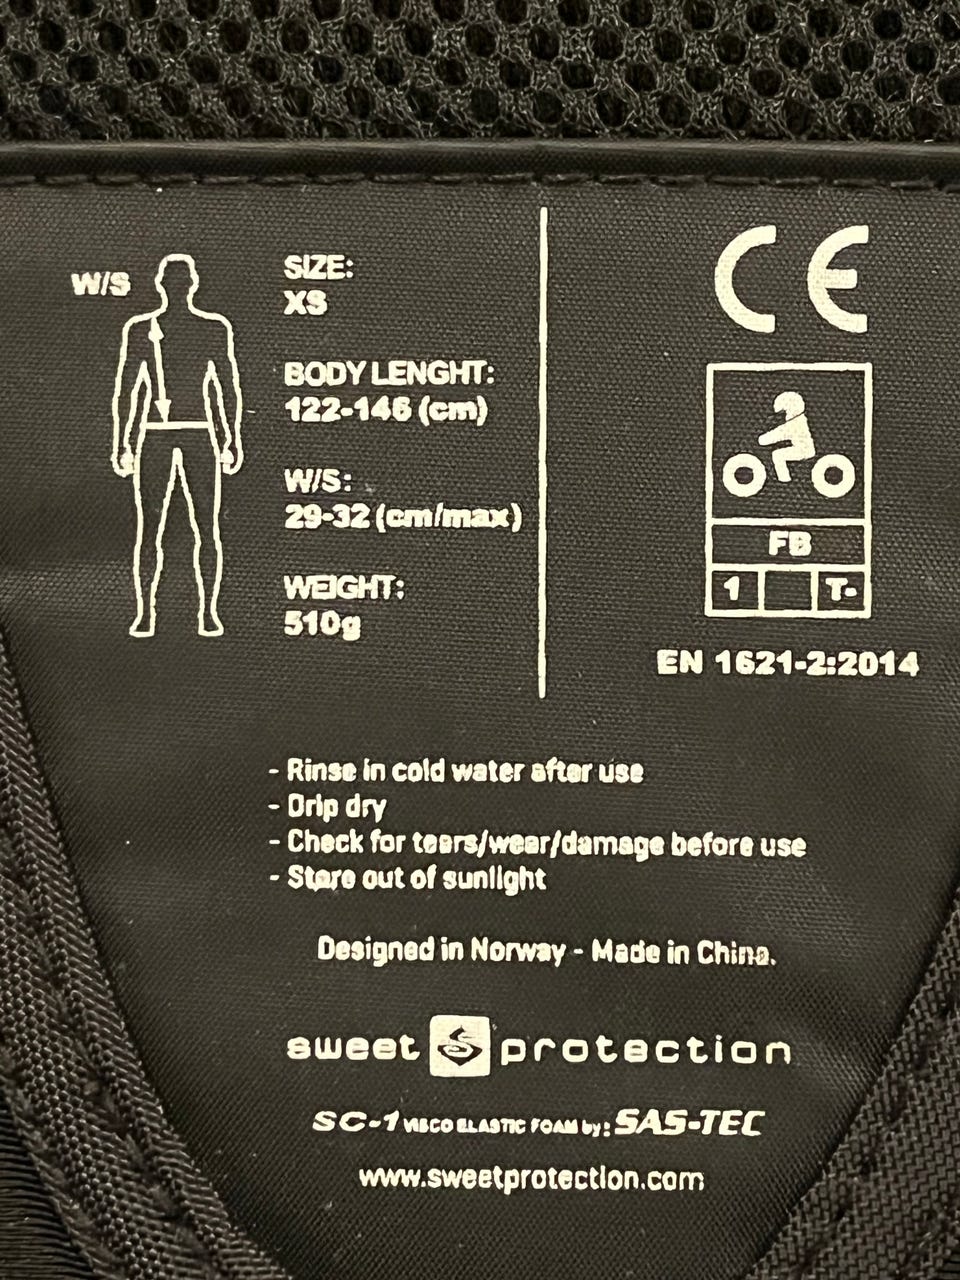 W/S
SIZE:
XS
BODY LENGHT:
122-146 (cm)
W/S:
29-32 (cm/max)
WEIGHT:
510g
CE
FB
1 T-
EN 1621-2:2014
- Rinse in cold water after use
- Drip dry
- Check for tears/wear/damage before use
- Store out of sunlight
Designed in Norway - Made in China.
sweet protection
SC-1 VISCO ELASTIC FOAM by: SAS-TEC
www.sweetprotection.com